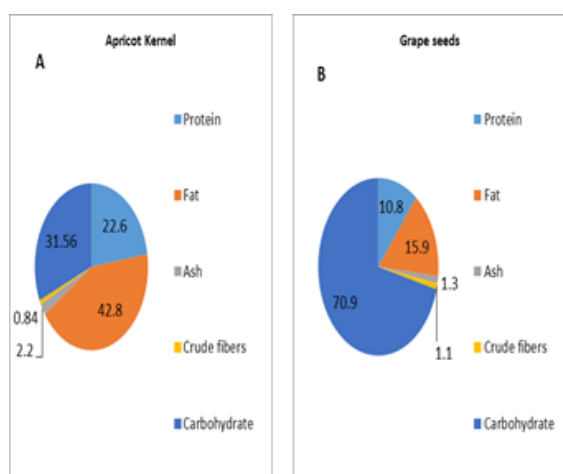 Apricot Kernel
A
Protein
Fat
Ash
Crude fibers
Carbohydrate
22.6
42.8
2.2
0.84
31.56
Grape seeds
B
Protein
Fat
Ash
Crude fibers
Carbohydrate
10.8
15.9
1.3
1.1
70.9